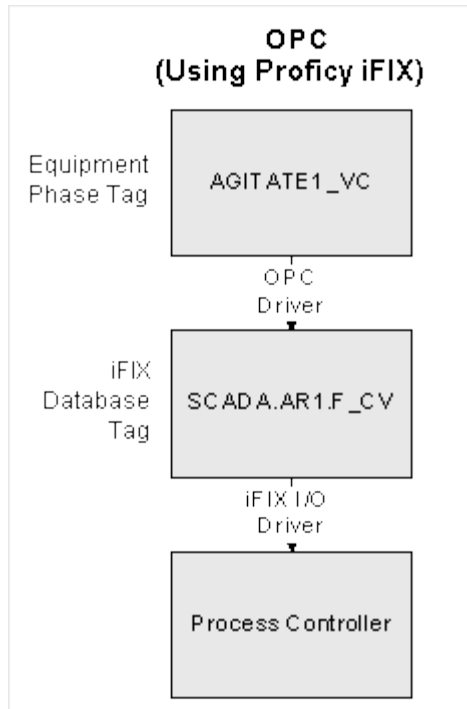 OPC
(Using Proficy iFIX)
Equipment
Phase Tag
AGITATE1_VC
OPC
Driver
iFIX
Database
Tag
SCADA.AR1.F_CV
iFIX I/O
Driver
Process Controller